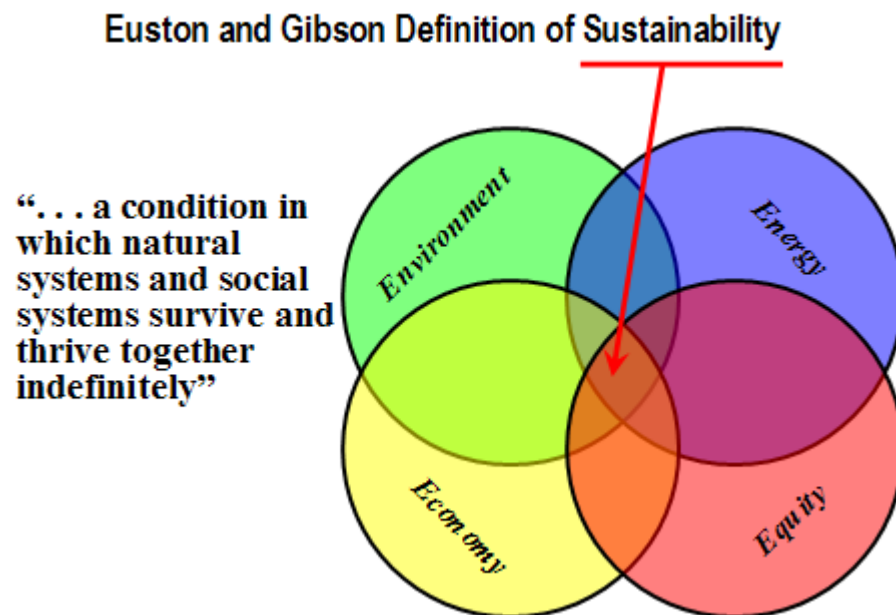 Euston and Gibson Definition of Sustainability
“. . . a condition in
which natural
systems and social
systems survive and
thrive together
indefinitely”
Environment
Energy
Economy
Equity